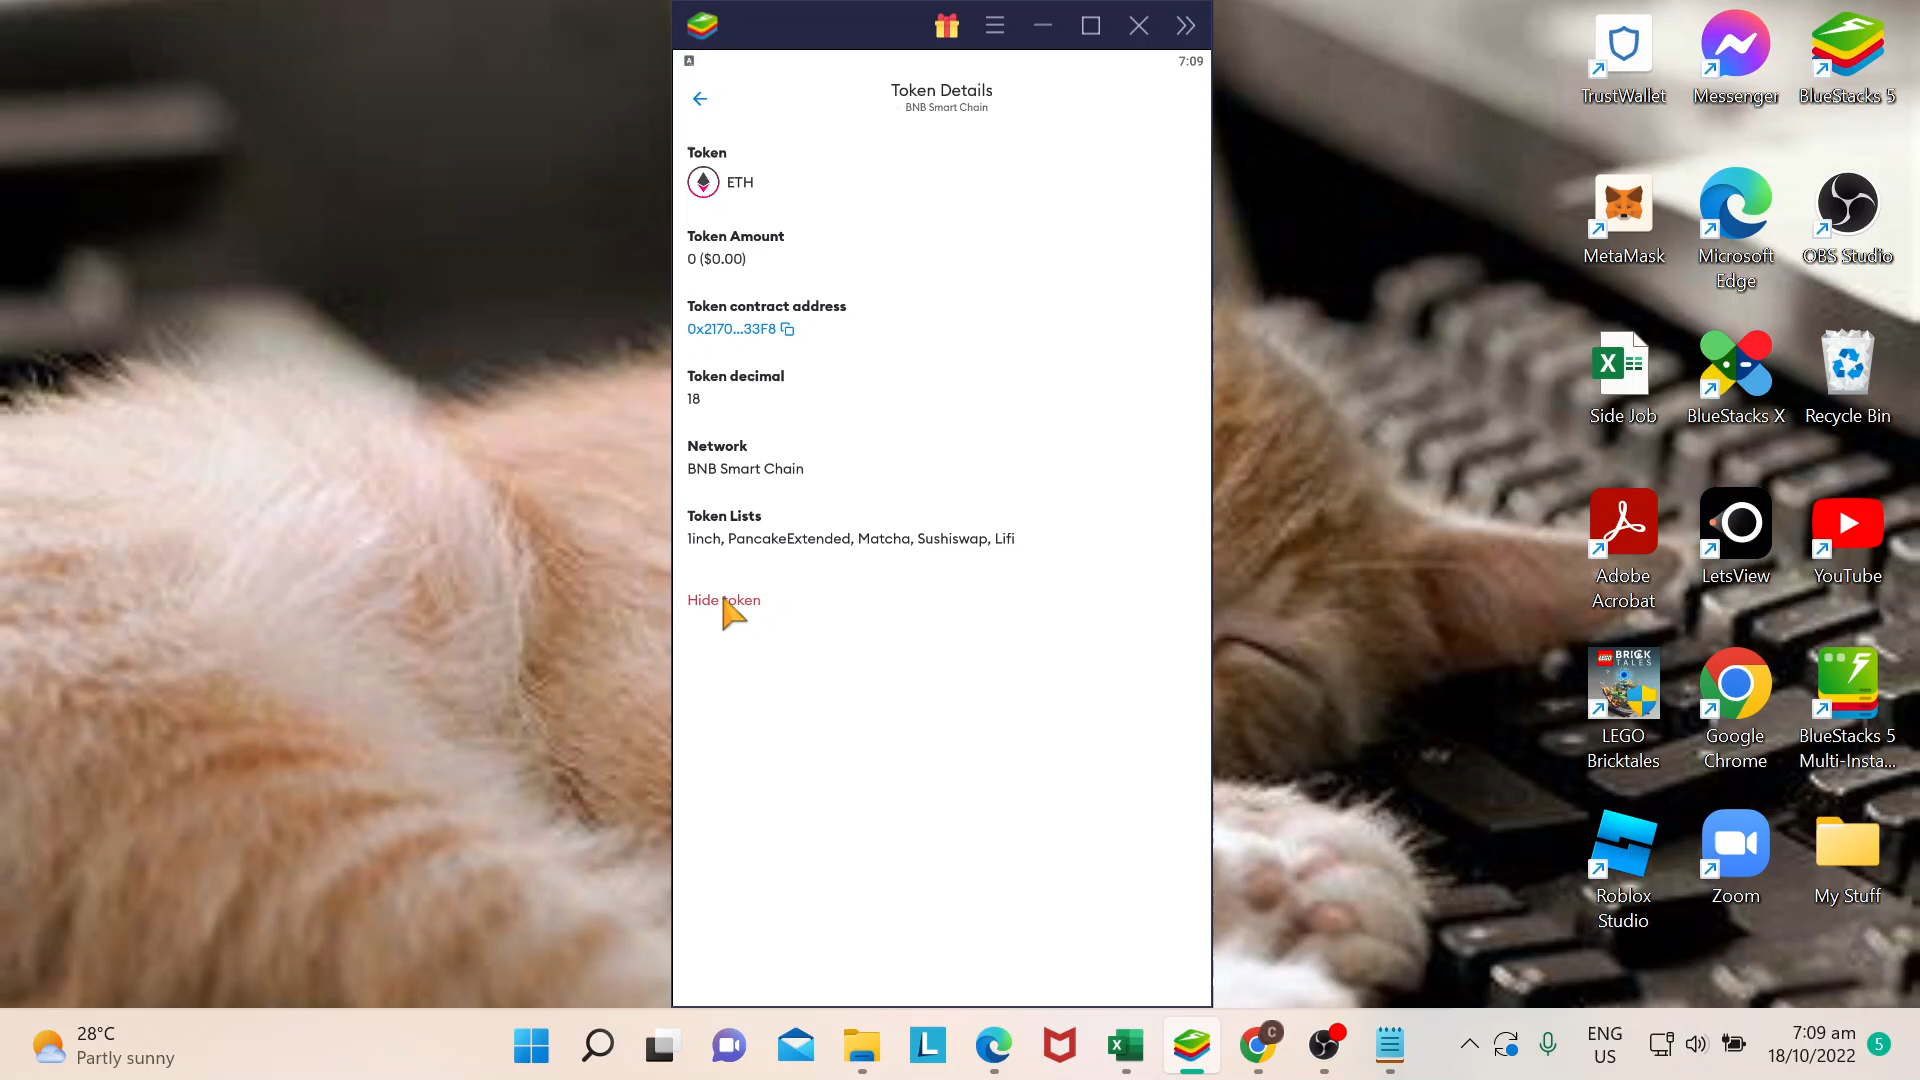 7:09
Token Details
BNB Smart Chain
Token
ETH
Token Amount
0 ($0.00)
Token contract address
0x2170...33F8
Token decimal
18
Network
BNB Smart Chain
Token Lists
1inch, PancakeExtended, Matcha, Sushiswap, Lifi
Hide token
TrustWallet
Messenger
BlueStacks 5
MetaMask
Microsoft
Edge
OBS Studio
Side Job
BlueStacks X
Recycle Bin
Adobe
Acrobat
LetsView
YouTube
LEGO
BRICK
TALES
LEGO
Bricktales
Google
Chrome
BlueStacks 5
Multi-Insta...
Roblox
Studio
Zoom
My Stuff
28°C
Partly sunny
C
ENG
US
7:09 am
18/10/2022
5